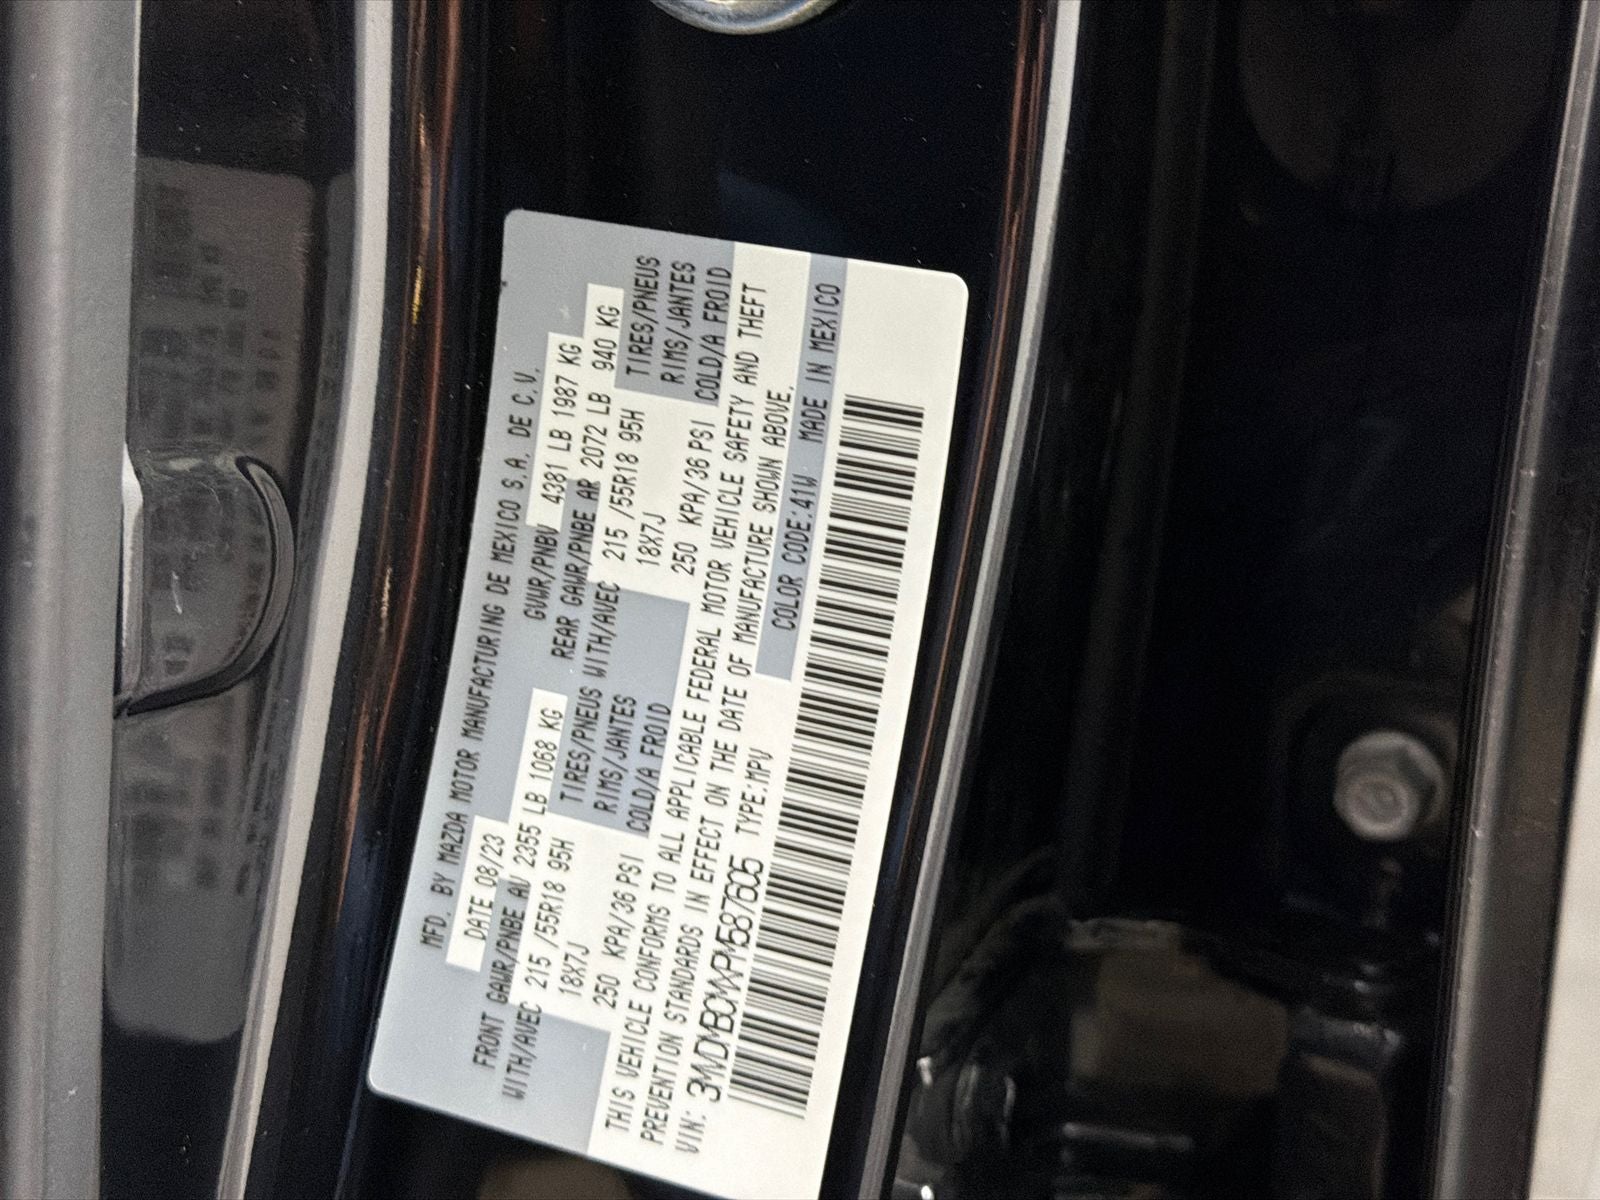 MFD. BY MAZDA MOTOR MANUFACTURING DE MEXICO S.A. DE C.V.
DATE 08/23 GVWR/PNBV 4381 LB 1987 KG
FRONT GAWR/PNBE AV 2355 LB 1068 KG REAR GAWR/PNBE AR 2072 LB 940 KG
WITH/AVEC 215 /55R18 95H TIRES/PNEUS WITH/AVEC 215 /55R18 95H TIRES/PNEUS
18X7J RIMS/JANTES 18X7J RIMS/JANTES
250 KPA/36 PSI COLD/A FROID 250 KPA/36 PSI COLD/A FROID
THIS VEHICLE CONFORMS TO ALL APPLICABLE FEDERAL MOTOR VEHICLE SAFETY AND THEFT
PREVENTION STANDARDS IN EFFECT ON THE DATE OF MANUFACTURE SHOWN ABOVE.
VIN: 3MVDMBCMXPM587605 TYPE:MPV COLOR CODE:41W MADE IN MEXICO